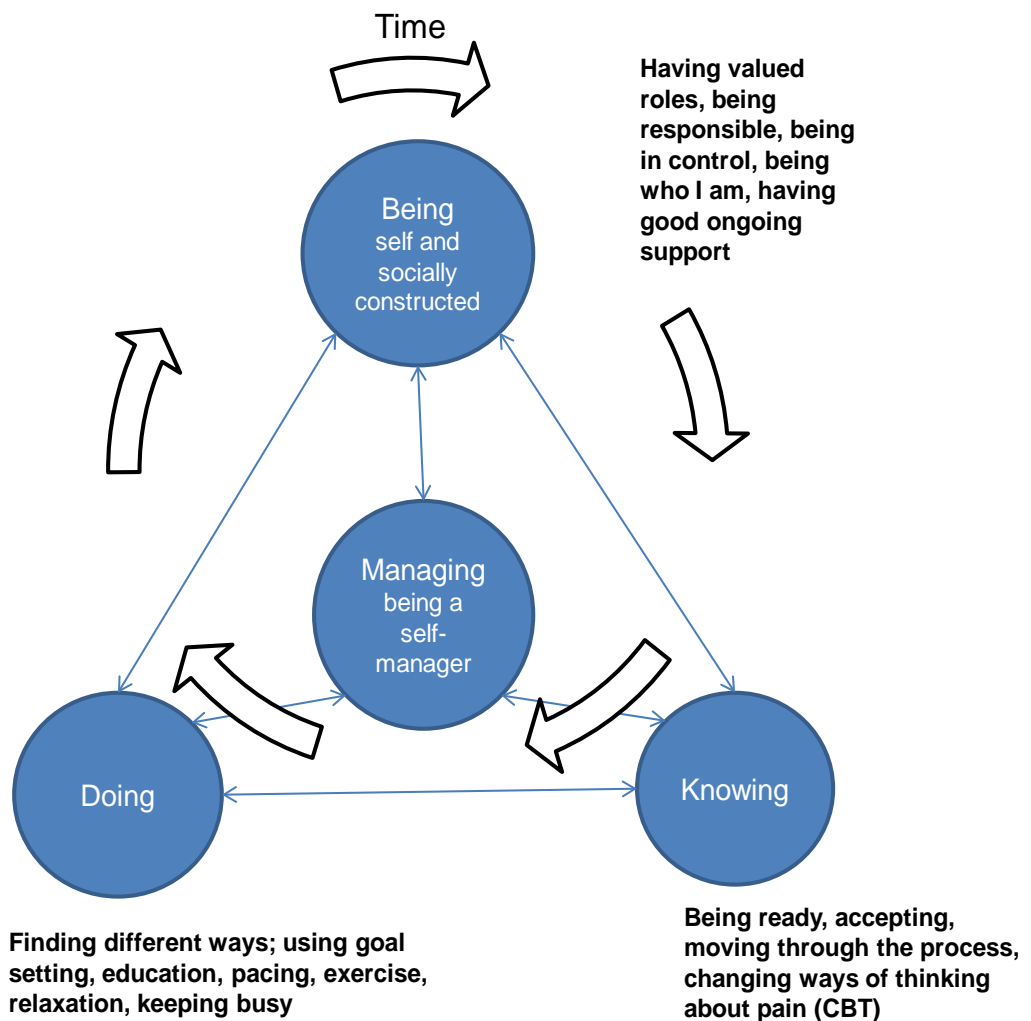 Time
Having valued
roles, being
responsible, being
in control, being
who I am, having
good ongoing
support
Being
self and
socially
constructed
Managing
being a
self-
manager
Doing
Knowing
Finding different ways; using goal
setting, education, pacing, exercise,
relaxation, keeping busy
Being ready, accepting,
moving through the process,
changing ways of thinking
about pain (CBT)